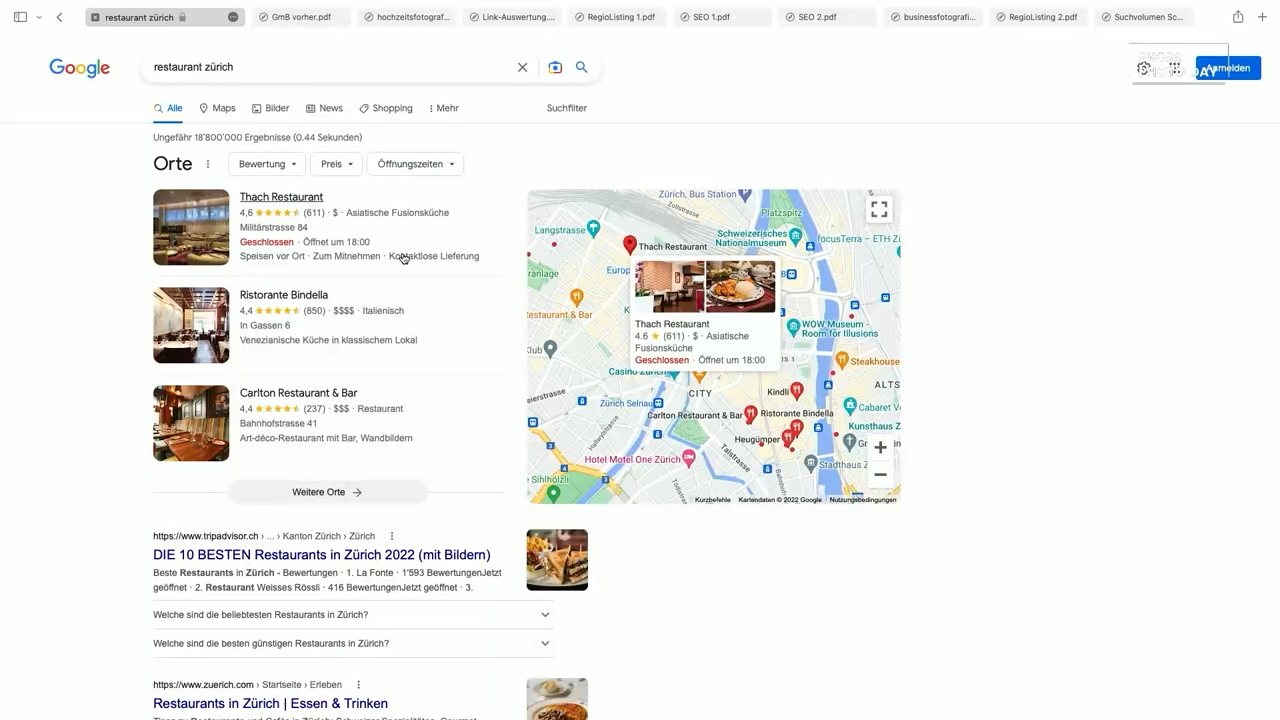 restaurant zürich
GmB vorher.pdf
hochzeitsfotograf...
Link-Auswertung....
RegioListing 1.pdf
SEO 1.pdf
SEO 2.pdf
businessfotografi...
RegioListing 2.pdf
Suchvolumen Sc...
Google
restaurant zürich
Anmelden
Alle
Maps
Bilder
News
Shopping
Mehr
Suchfilter
Ungefähr 18'800'000 Ergebnisse (0.44 Sekunden)
Orte
Bewertung
Preis
Öffnungszeiten
Thach Restaurant
4,6 (611) · $ · Asiatische Fusionsküche
Militärstrasse 84
Geschlossen · Öffnet um 18:00
Speisen vor Ort · Zum Mitnehmen · Kontaktlose Lieferung
Ristorante Bindella
4,4 (850) · $$$$ · Italienisch
In Gassen 6
Venezianische Küche in klassischem Lokal
Carlton Restaurant & Bar
4,4 (237) · $$$ · Restaurant
Bahnhofstrasse 41
Art-déco-Restaurant mit Bar, Wandbildern
Weitere Orte
Zürich, Bus Station
Zollstrasse
Platzspitz
Langstrasse
Schweizerisches
Nationalmuseum
focusTerra – ETH Z
Thach Restaurant
Europ
anlage
estaurant & Bar
Thach Restaurant
4.6 (611) · $ · Asiatische
Fusionsküche
Geschlossen · Öffnet um 18:00
WOW Museum -
Room for Illusions
Klub
Steakhouse
Casino Zürich
CITY
ALTS
Kindli
Zürich Selnau
Carlton Restaurant & Bar
Ristorante Bindella
Cabaret V
Heugümper
Kunsthaus Z
Hotel Motel One Zürich
Talstrasse
Stadthaus
Sihlhölzli
Kurzbefehle
Kartendaten © 2022 Google
Nutzungsbedingungen
https://www.tripadvisor.ch › ... › Kanton Zürich › Zürich
DIE 10 BESTEN Restaurants in Zürich 2022 (mit Bildern)
Beste Restaurants in Zürich - Bewertungen · 1. La Fonte · 1'593 BewertungenJetzt
geöffnet · 2. Restaurant Weisses Rössli · 416 BewertungenJetzt geöffnet · 3.
Welche sind die beliebtesten Restaurants in Zürich?
Welche sind die besten günstigen Restaurants in Zürich?
https://www.zuerich.com › Startseite › Erleben
Restaurants in Zürich | Essen & Trinken